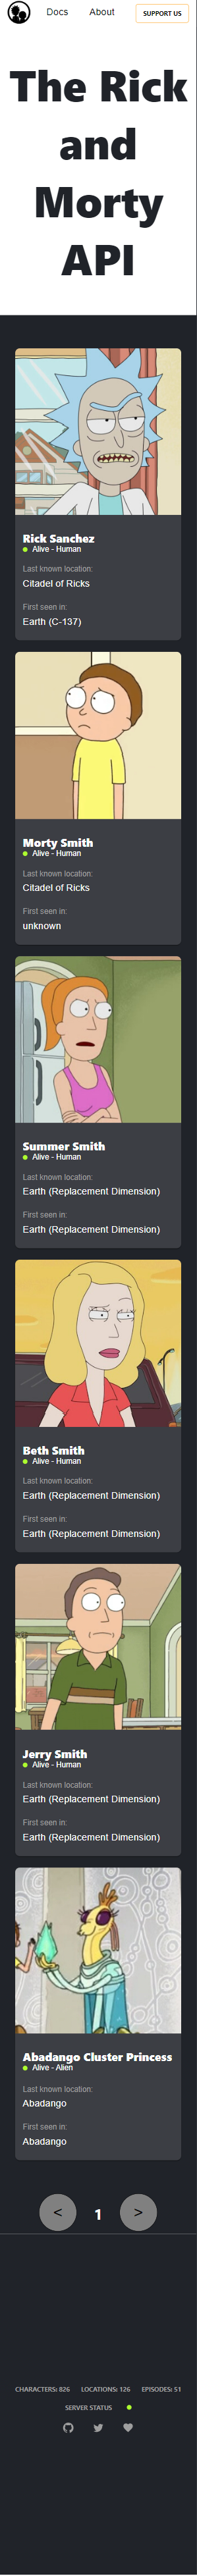 Docs About SUPPORT US
The Rick
and
Morty
API
Rick Sanchez
Alive - Human
Last known location:
Citadel of Ricks
First seen in:
Earth (C-137)
Morty Smith
Alive - Human
Last known location:
Citadel of Ricks
First seen in:
unknown
Summer Smith
Alive - Human
Last known location:
Earth (Replacement Dimension)
First seen in:
Earth (Replacement Dimension)
Beth Smith
Alive - Human
Last known location:
Earth (Replacement Dimension)
First seen in:
Earth (Replacement Dimension)
Jerry Smith
Alive - Human
Last known location:
Earth (Replacement Dimension)
First seen in:
Earth (Replacement Dimension)
Abadango Cluster Princess
Alive - Alien
Last known location:
Abadango
First seen in:
Abadango
< 1 >
CHARACTERS: 826 LOCATIONS: 126 EPISODES: 51
SERVER STATUS